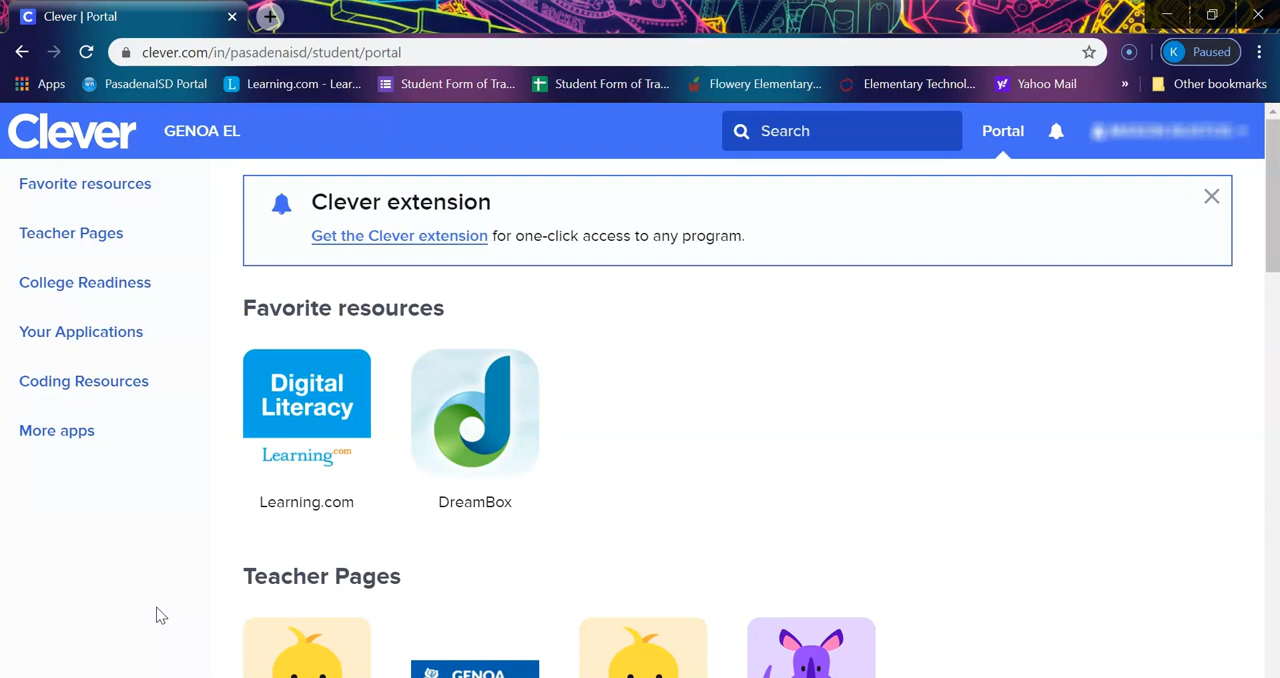 Clever | Portal
clever.com/in/pasadenaisd/student/portal
K Paused
Apps PasadenaISD Portal Learning.com - Lear... Student Form of Tra... Student Form of Tra... Flowery Elementary... Elementary Technol... Yahoo Mail » Other bookmarks
Clever GENOA EL Search Portal
Favorite resources
Teacher Pages
College Readiness
Your Applications
Coding Resources
More apps
Clever extension
Get the Clever extension for one-click access to any program.
Favorite resources
Digital
Literacy
Learning.com
Learning.com DreamBox
Teacher Pages
GENOA